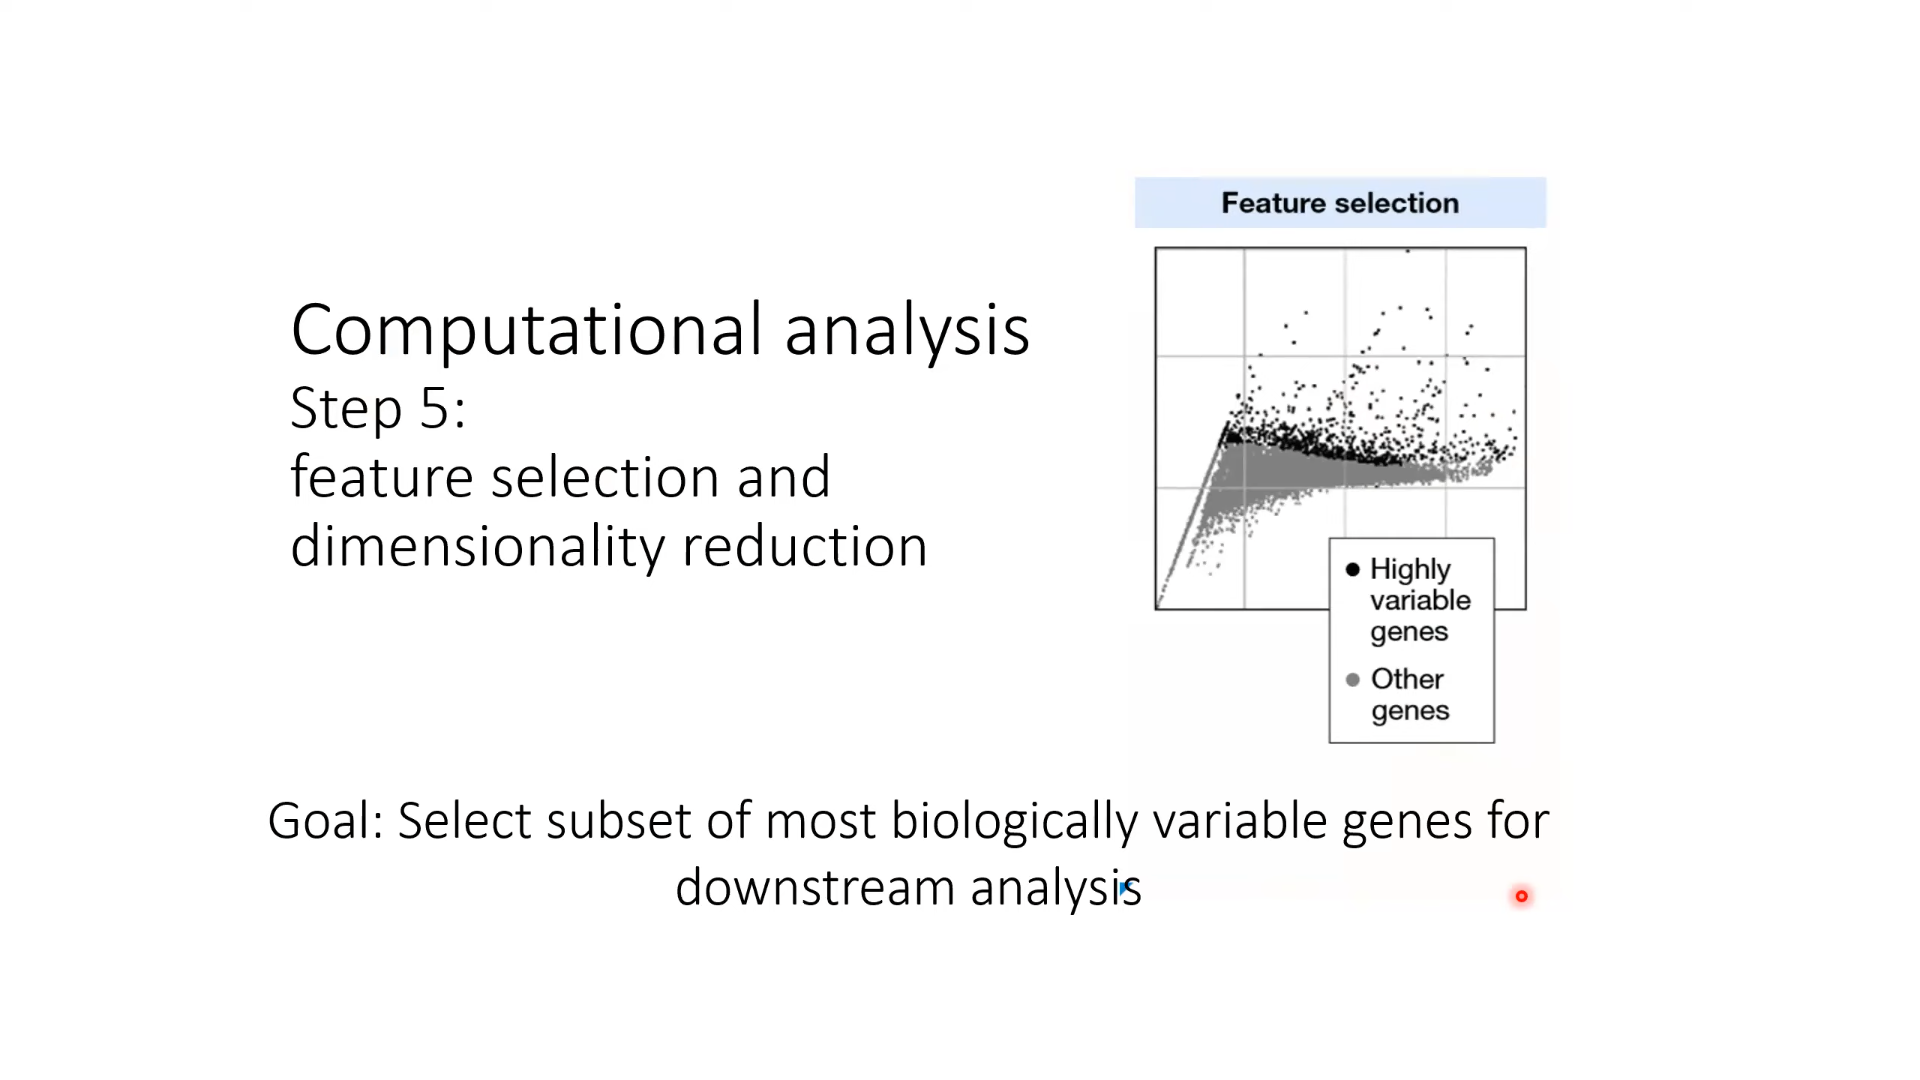 Computational analysis
Step 5:
feature selection and
dimensionality reduction
Feature selection
Highly
variable
genes
Other
genes
Goal: Select subset of most biologically variable genes for
downstream analysis